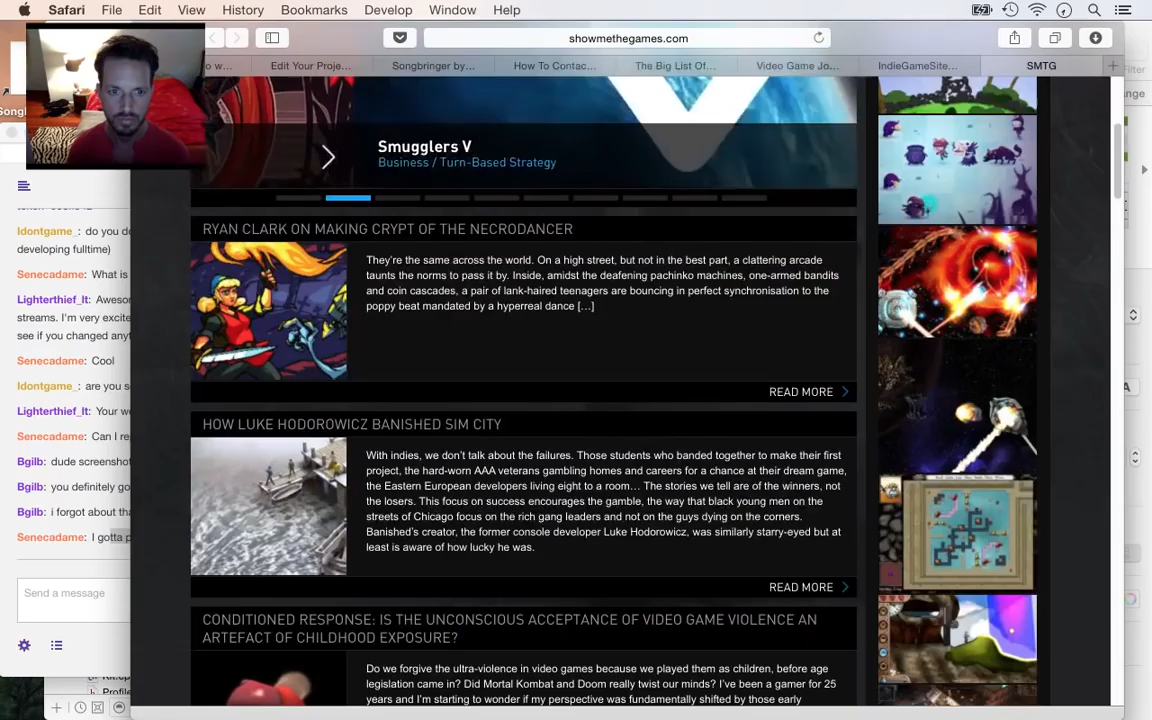 Safari File Edit View History Bookmarks Develop Window Help
showmethegames.com
o w... Edit Your Proje... Songbringer by... How To Contac... The Big List Of... Video Game Jo... IndieGameSite... SMTG
Filter
Smugglers V
Business / Turn-Based Strategy
Idontgame_: do you do
developing fulltime)
Senecadame: What is
Lighterthief_lt: Aweso
streams. I'm very excite
see if you changed any
Senecadame: Cool
Idontgame_: are you s
Lighterthief_lt: Your w
Senecadame: Can I re
Bgilb: dude screenshot
Bgilb: you definitely go
Bgilb: i forgot about tha
Senecadame: I gotta p
Send a message
RYAN CLARK ON MAKING CRYPT OF THE NECRODANCER
They're the same across the world. On a high street, but not in the best part, a clattering arcade
taunts the norms to pass it by. Inside, amidst the deafening pachinko machines, one-armed bandits
and coin cascades, a pair of lank-haired teenagers are bouncing in perfect synchronisation to the
poppy beat mandated by a hyperreal dance [...]
READ MORE
HOW LUKE HODOROWICZ BANISHED SIM CITY
With indies, we don't talk about the failures. Those students who banded together to make their first
project, the hard-worn AAA veterans gambling homes and careers for a chance at their dream game,
the Eastern European developers living eight to a room... The stories we tell are of the winners, not
the losers. This focus on success encourages the gamble, the way that black young men on the
streets of Chicago focus on the rich gang leaders and not on the guys dying on the corners.
Banished's creator, the former console developer Luke Hodorowicz, was similarly starry-eyed but at
least is aware of how lucky he was.
READ MORE
CONDITIONED RESPONSE: IS THE UNCONSCIOUS ACCEPTANCE OF VIDEO GAME VIOLENCE AN
ARTEFACT OF CHILDHOOD EXPOSURE?
Do we forgive the ultra-violence in video games because we played them as children, before age
legislation came in? Did Mortal Kombat and Doom really twist our minds? I've been a gamer for 25
years and I'm starting to wonder if my perspective was fundamentally shifted by those early